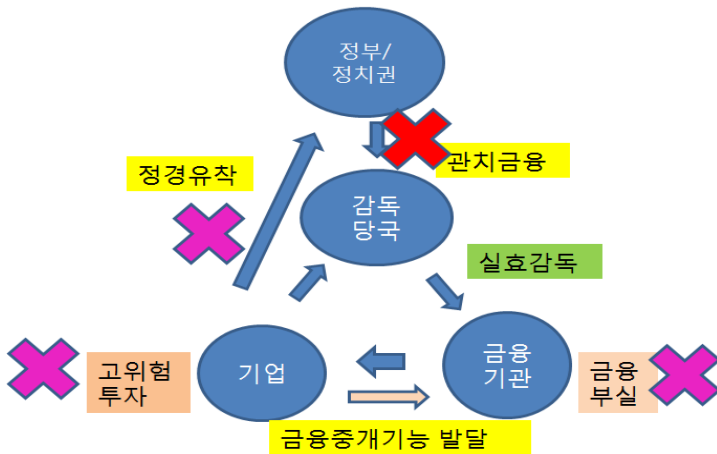 정부/
정치권
정경유착
관치금융
감독
당국
실효감독
고위험
투자
기업
금융
기관
금융
부실
금융중개기능 발달